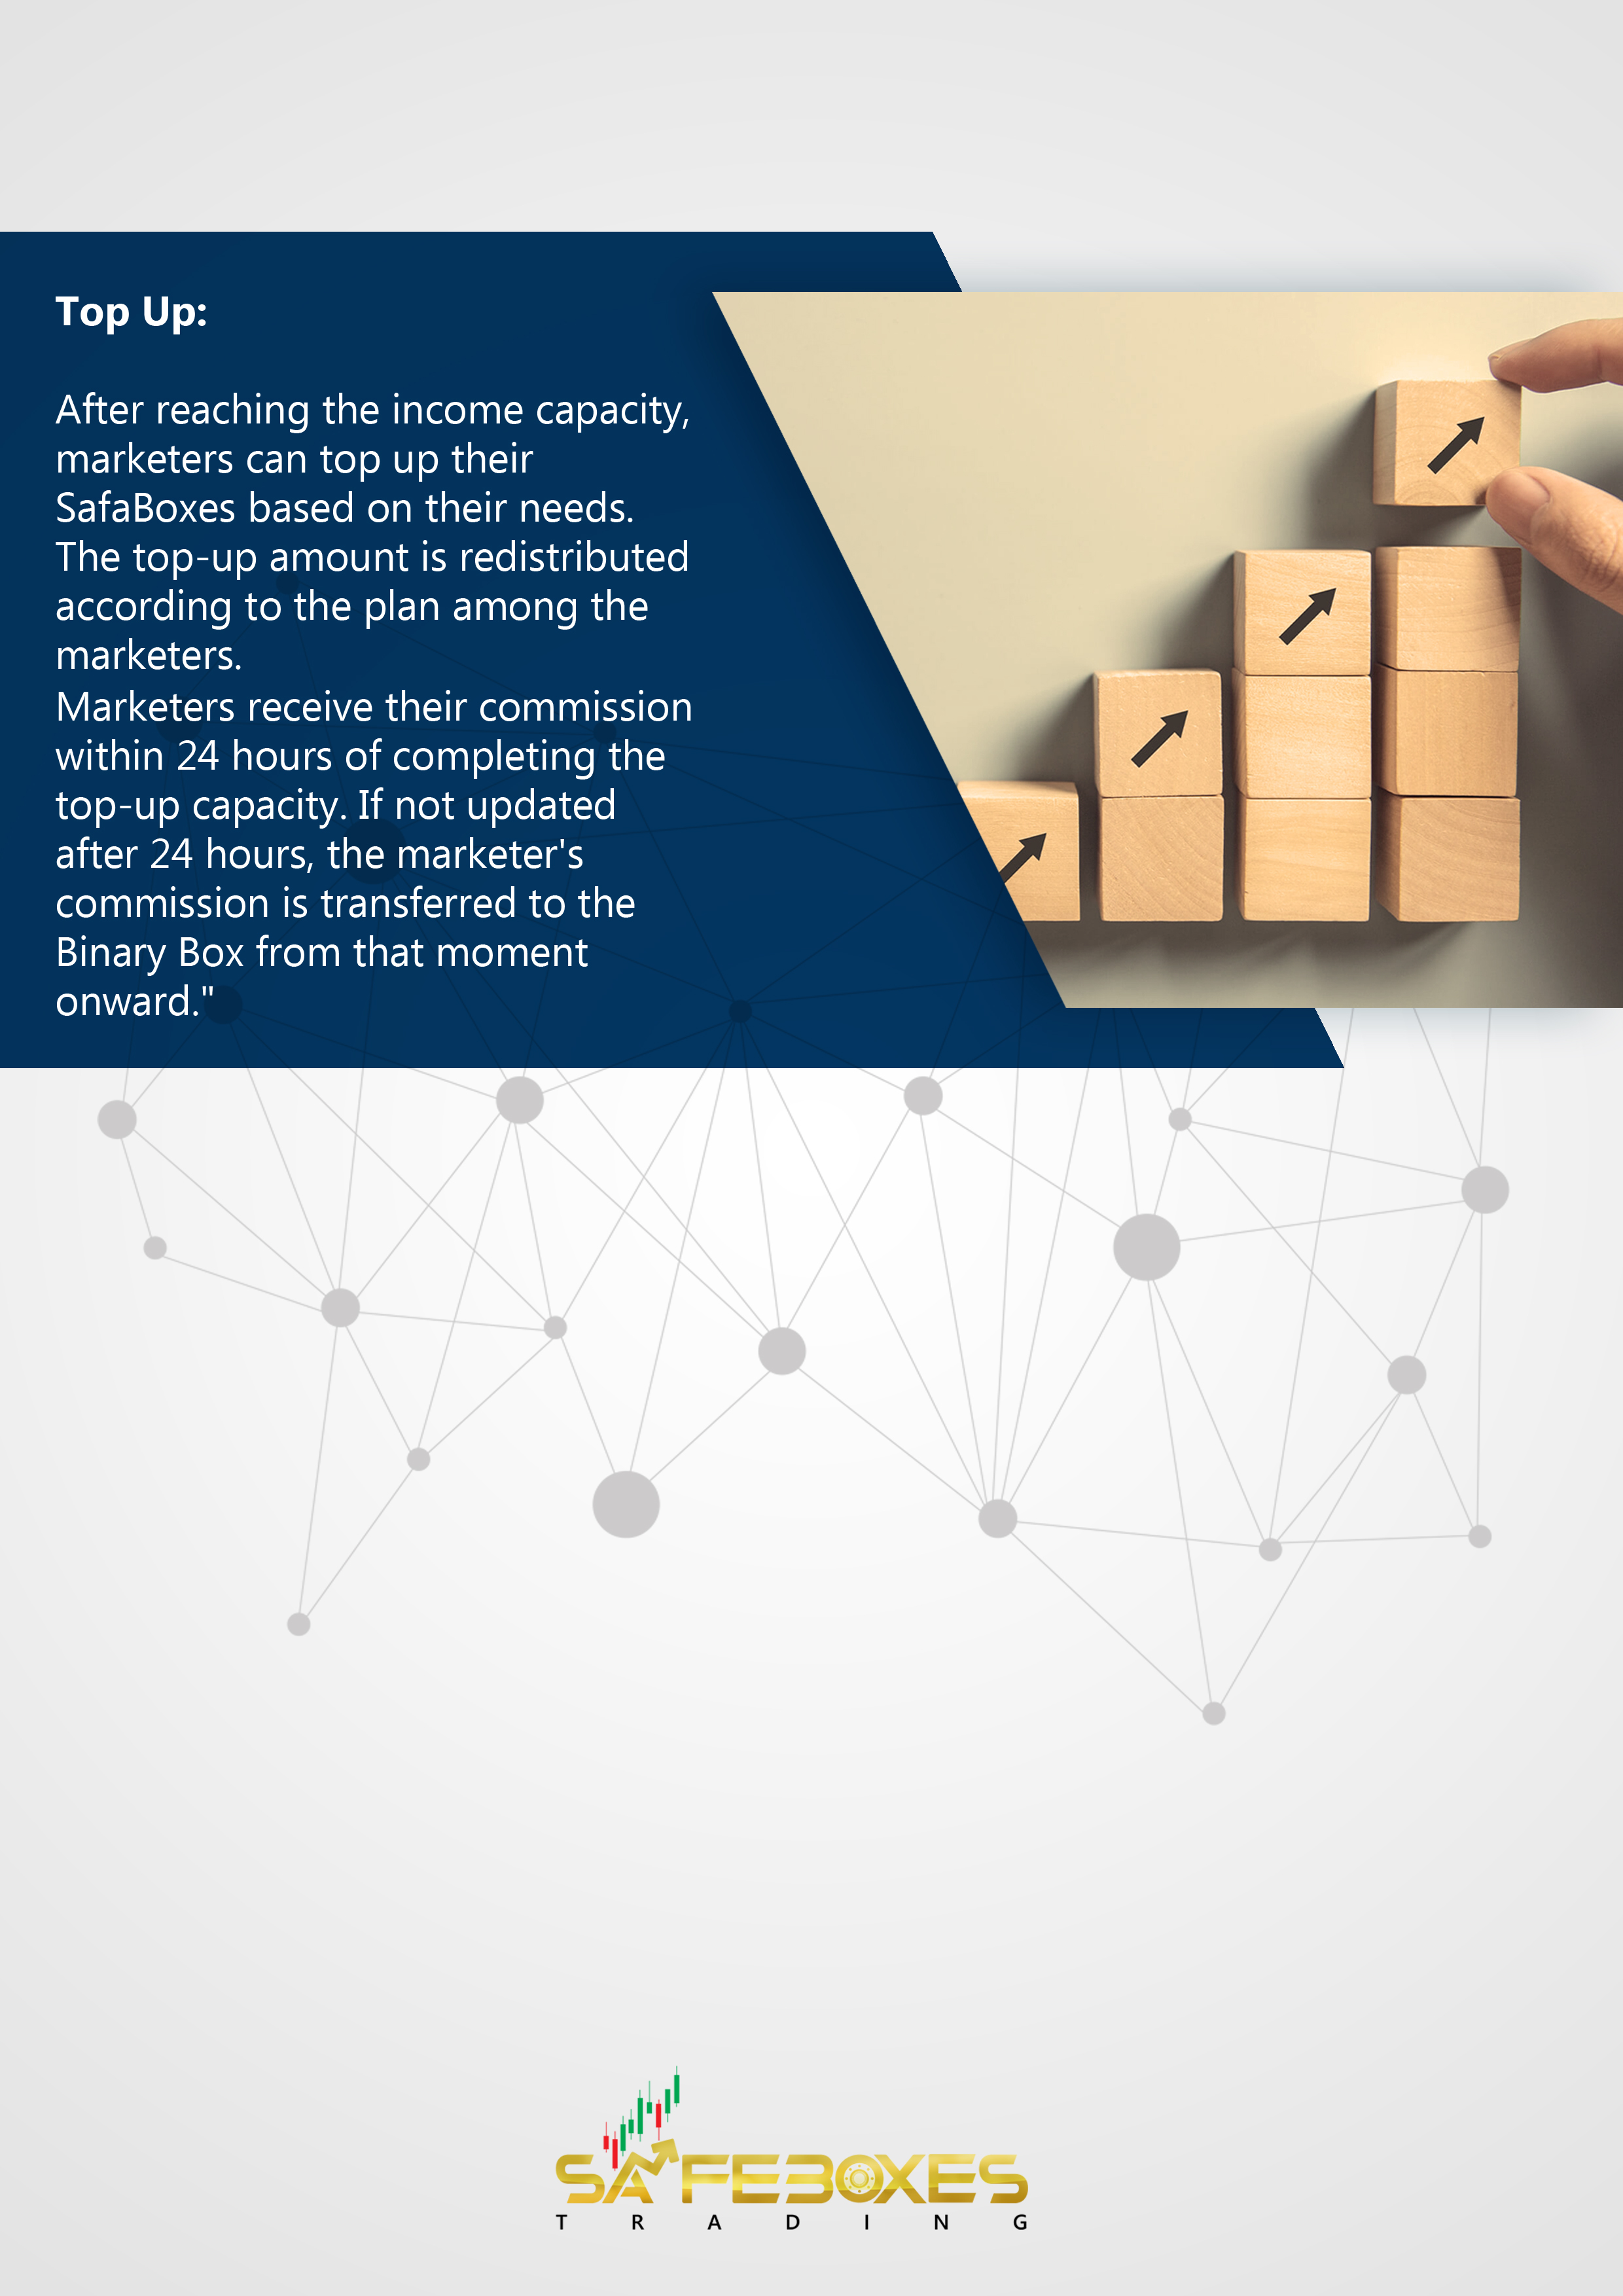 Top Up:
After reaching the income capacity,
marketers can top up their
SafaBoxes based on their needs.
The top-up amount is redistributed
according to the plan among the
marketers.
Marketers receive their commission
within 24 hours of completing the
top-up capacity. If not updated
after 24 hours, the marketer's
commission is transferred to the
Binary Box from that moment
onward."
SAFEBOXES
TRADING